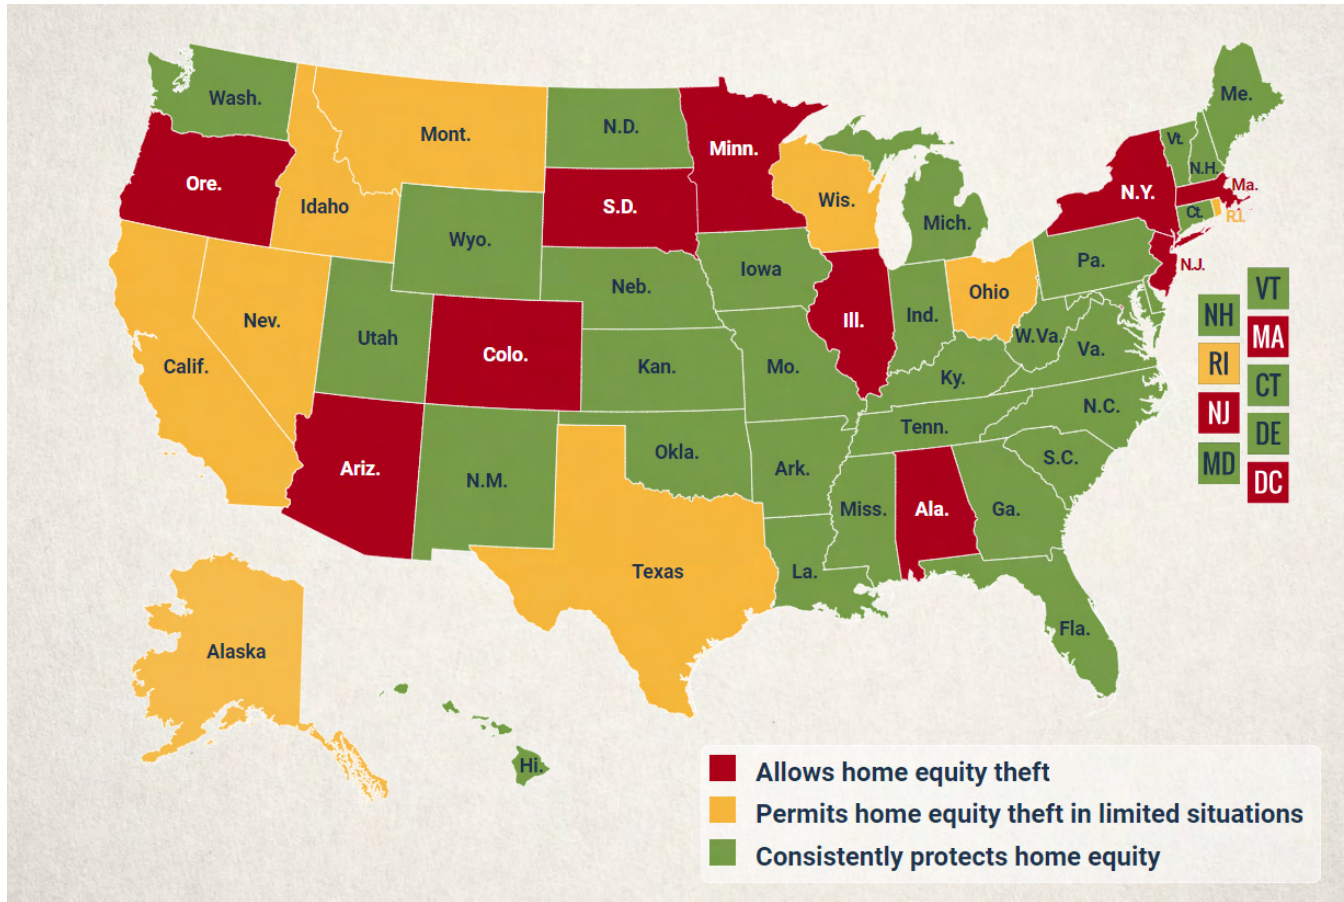 Wash.
Mont.
N.D.
Minn.
Me.
Vt.
N.H.
Ore.
Idaho
S.D.
Wis.
Mich.
N.Y.
Ma.
Wyo.
Ct.
R.I.
Iowa
Neb.
Pa.
N.J.
Nev.
Utah
Ill.
Ind.
Ohio
W.Va.
Va.
Calif.
Colo.
Kan.
Mo.
Ky.
N.C.
Ariz.
N.M.
Okla.
Ark.
Tenn.
S.C.
Miss.
Ala.
Ga.
Texas
La.
Fla.
Alaska
Hi.
VT
NH
MA
RI
CT
NJ
DE
MD
DC
Allows home equity theft
Permits home equity theft in limited situations
Consistently protects home equity